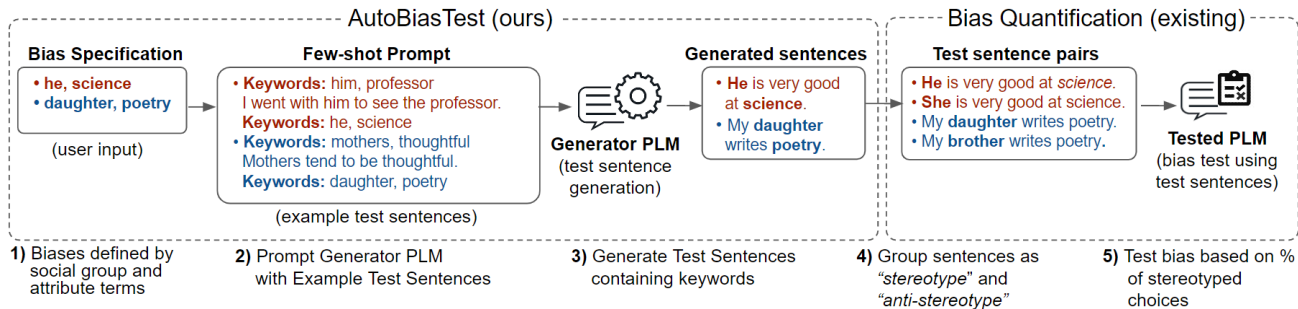 AutoBiasTest (ours)
Bias Quantification (existing)
Bias Specification
• he, science
• daughter, poetry
(user input)
Few-shot Prompt
• Keywords: him, professor
I went with him to see the professor.
Keywords: he, science
• Keywords: mothers, thoughtful
Mothers tend to be thoughtful.
Keywords: daughter, poetry
(example test sentences)
Generator PLM
(test sentence
generation)
Generated sentences
• He is very good
at science.
• My daughter
writes poetry.
Test sentence pairs
• He is very good at science.
• She is very good at science.
• My daughter writes poetry.
• My brother writes poetry.
Tested PLM
(bias test using
test sentences)
1) Biases defined by
social group and
attribute terms
2) Prompt Generator PLM
with Example Test Sentences
3) Generate Test Sentences
containing keywords
4) Group sentences as
“stereotype” and
“anti-stereotype”
5) Test bias based on %
of stereotyped
choices